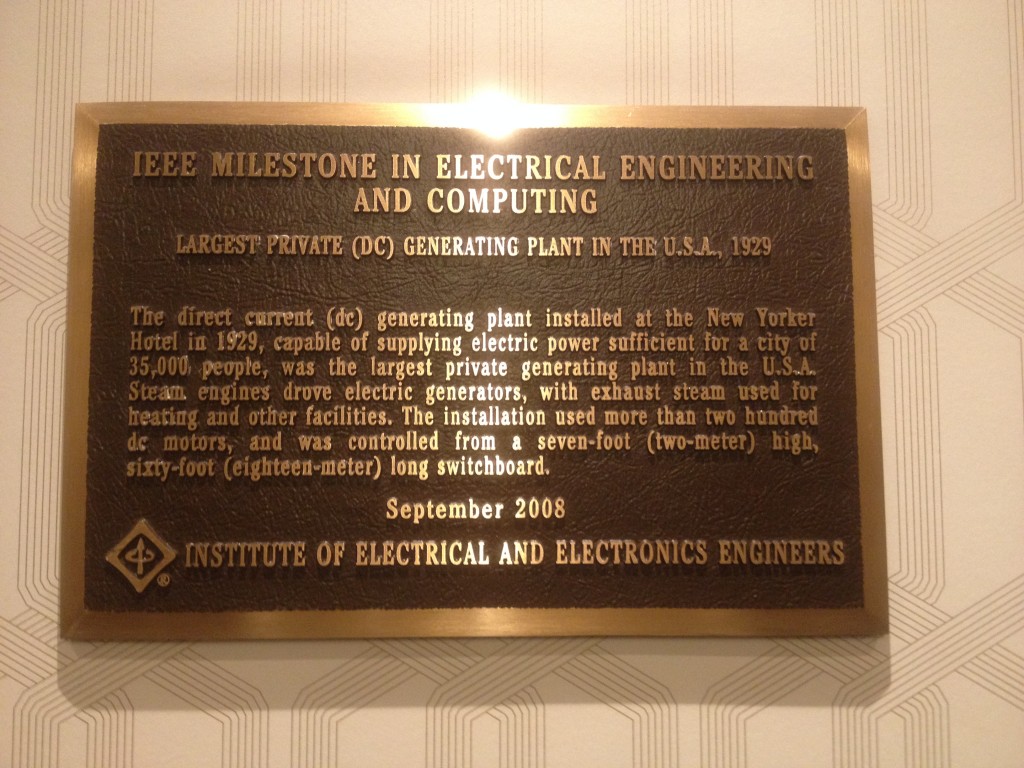 IEEE MILESTONE IN ELECTRICAL ENGINEERING
AND COMPUTING
LARGEST PRIVATE (DC) GENERATING PLANT IN THE U.S.A., 1929
The direct current (dc) generating plant installed at the New Yorker
Hotel in 1929, capable of supplying electric power sufficient for a city of
35,000 people, was the largest private generating plant in the U.S.A.
Steam engines drove electric generators, with exhaust steam used for
heating and other facilities. The installation used more than two hundred
dc motors, and was controlled from a seven-foot (two-meter) high,
sixty-foot (eighteen-meter) long switchboard.
September 2008
® INSTITUTE OF ELECTRICAL AND ELECTRONICS ENGINEERS